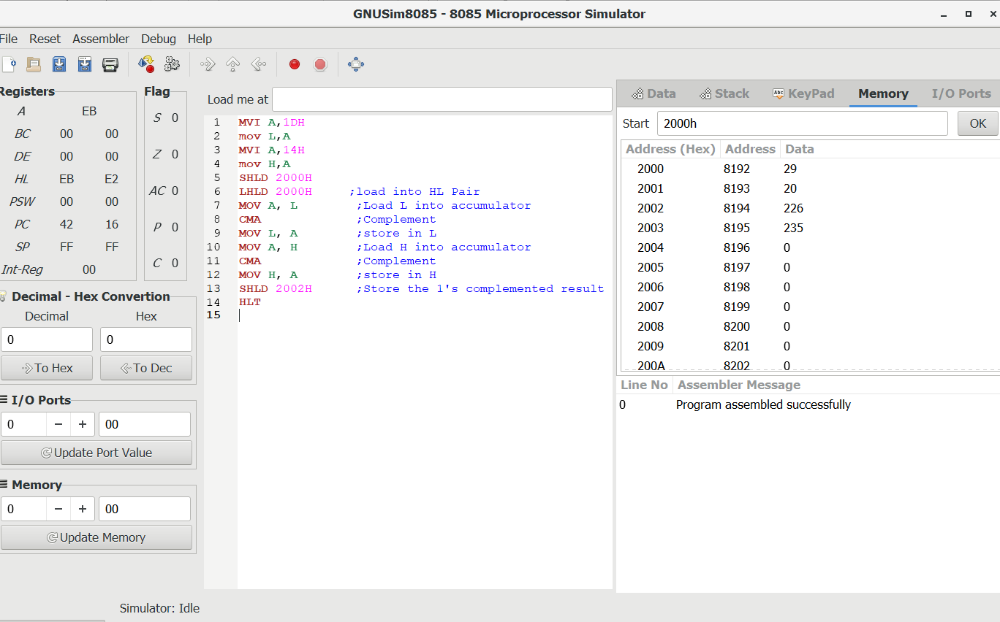 GNUSim8085 - 8085 Microprocessor Simulator
File Reset Assembler Debug Help
Registers
A EB
BC 00 00
DE 00 00
HL EB E2
PSW 00 00
PC 42 16
SP FF FF
Int-Reg 00
Flag
S 0
Z 0
AC 0
P 0
C 0
Decimal - Hex Convertion
Decimal Hex
0 0
To Hex To Dec
I/O Ports
0 − + 00
Update Port Value
Memory
0 − + 00
Update Memory
Load me at
1 MVI A,1DH
2 mov L,A
3 MVI A,14H
4 mov H,A
5 SHLD 2000H
6 LHLD 2000H ;load into HL Pair
7 MOV A, L ;Load L into accumulator
8 CMA ;Complement
9 MOV L, A ;store in L
10 MOV A, H ;Load H into accumulator
11 CMA ;Complement
12 MOV H, A ;store in H
13 SHLD 2002H ;Store the 1's complemented result
14 HLT
15
Data Stack Abc KeyPad Memory I/O Ports
Start 2000h OK
Address (Hex) Address Data
2000 8192 29
2001 8193 20
2002 8194 226
2003 8195 235
2004 8196 0
2005 8197 0
2006 8198 0
2007 8199 0
2008 8200 0
2009 8201 0
200A 8202 0
Line No Assembler Message
0 Program assembled successfully
Simulator: Idle